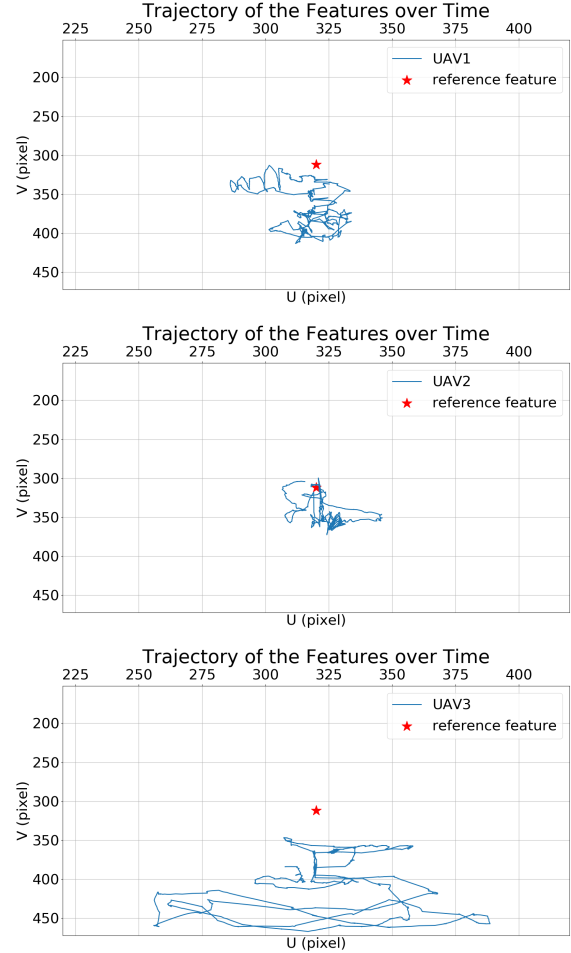 Trajectory of the Features over Time
225 250 275 300 325 350 375 400
200
250
300
350
400
450
V (pixel)
UAV1
reference feature
U (pixel)
Trajectory of the Features over Time
225 250 275 300 325 350 375 400
200
250
300
350
400
450
V (pixel)
UAV2
reference feature
U (pixel)
Trajectory of the Features over Time
225 250 275 300 325 350 375 400
200
250
300
350
400
450
V (pixel)
UAV3
reference feature
U (pixel)